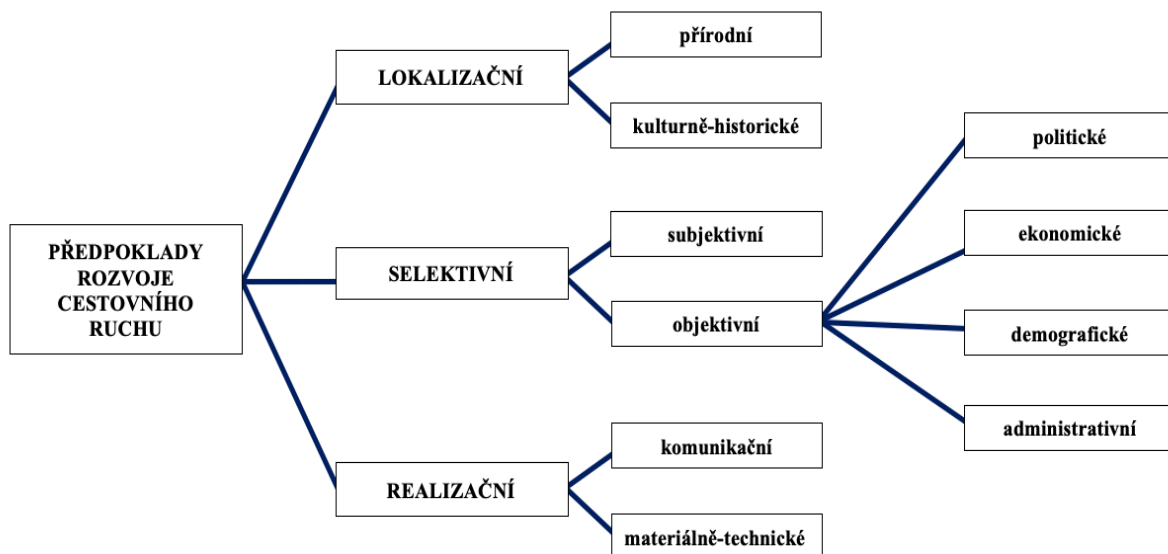 PŘEDPOKLADY
ROZVOJE
CESTOVNÍHO
RUCHU
LOKALIZAČNÍ
přírodní
kulturně-historické
SELEKTIVNÍ
subjektivní
objektivní
politické
ekonomické
demografické
administrativní
REALIZAČNÍ
komunikační
materiálně-technické